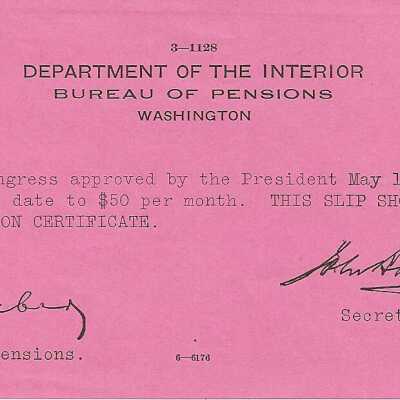 3—1128
DEPARTMENT OF THE INTERIOR
BUREAU OF PENSIONS
WASHINGTON
ngress approved by the President May 1
date to $50 per month. THIS SLIP SHO
ON CERTIFICATE.
John
Secret
ensions.
6—6176